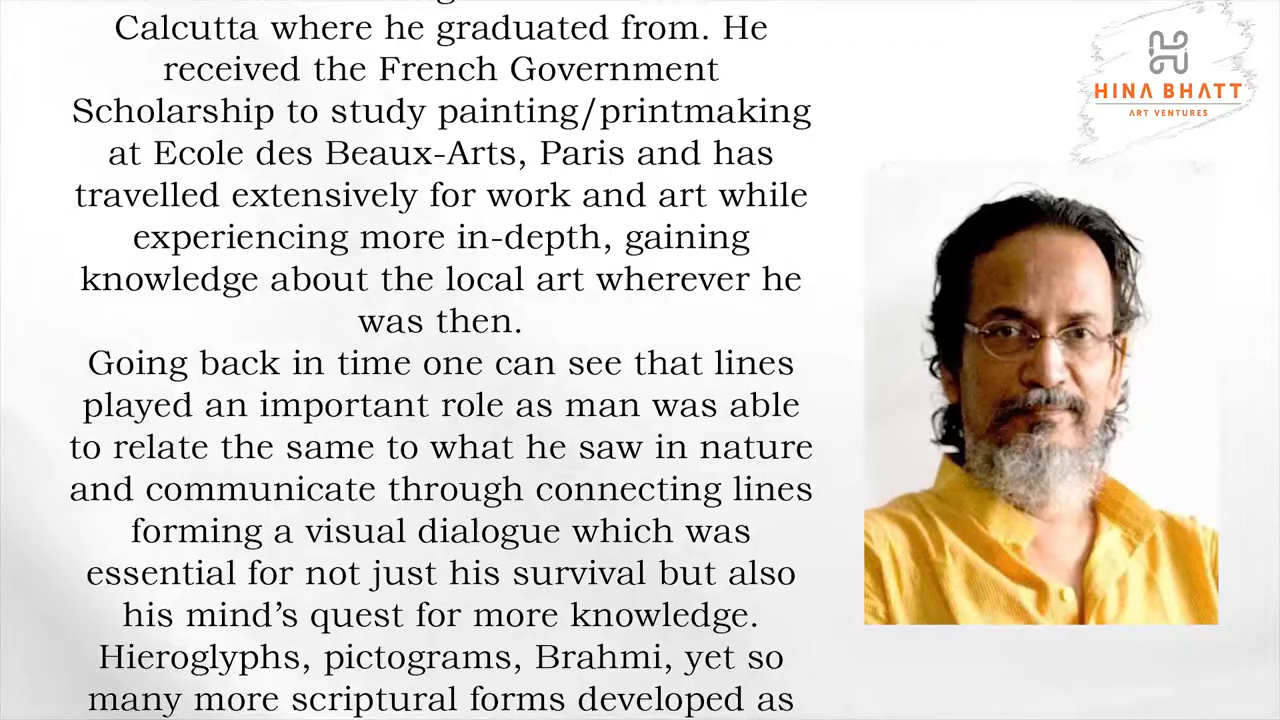 Calcutta where he graduated from. He
received the French Government
Scholarship to study painting/printmaking
at Ecole des Beaux-Arts, Paris and has
travelled extensively for work and art while
experiencing more in-depth, gaining
knowledge about the local art wherever he
was then.
Going back in time one can see that lines
played an important role as man was able
to relate the same to what he saw in nature
and communicate through connecting lines
forming a visual dialogue which was
essential for not just his survival but also
his mind’s quest for more knowledge.
Hieroglyphs, pictograms, Brahmi, yet so
many more scriptural forms developed as
HINA BHATT
ART VENTURES